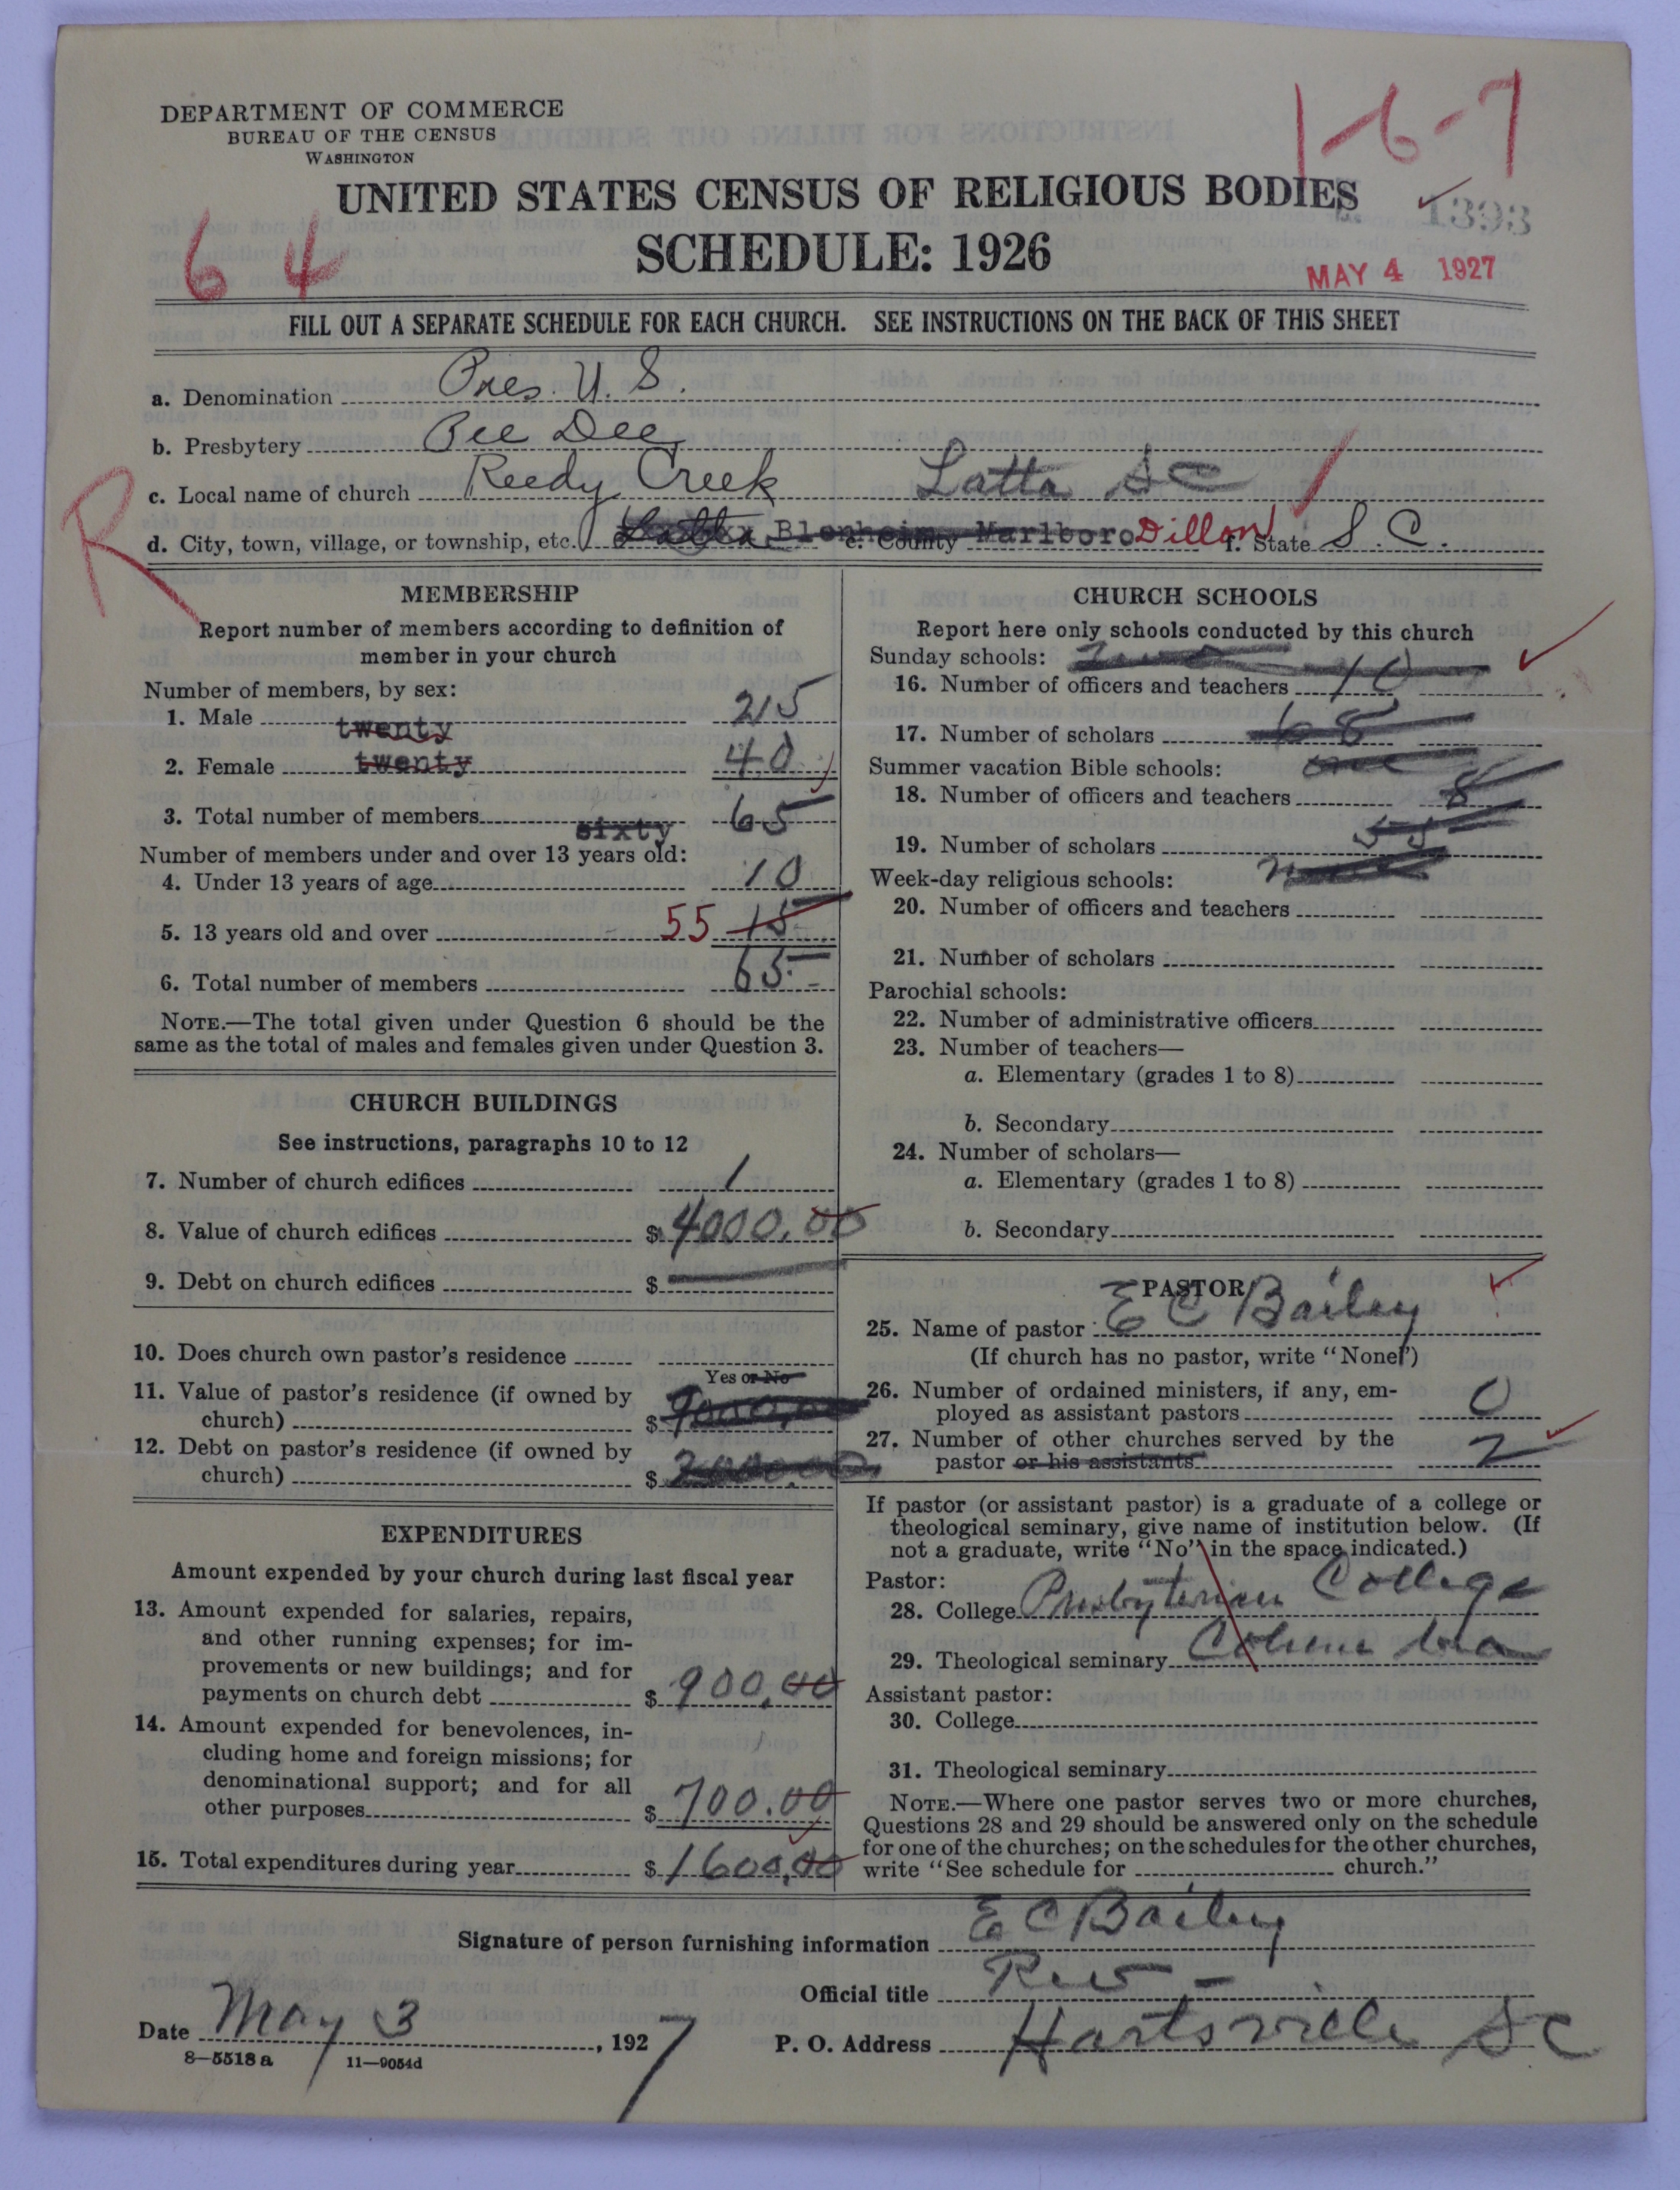 DEPARTMENT OF COMMERCE
BUREAU OF THE CENSUS
WASHINGTON
1-6-7
UNITED STATES CENSUS OF RELIGIOUS BODIES
1393
6 4
SCHEDULE: 1926
MAY 4 1927
FILL OUT A SEPARATE SCHEDULE FOR EACH CHURCH. SEE INSTRUCTIONS ON THE BACK OF THIS SHEET
a. Denomination Pres. U. S.
b. Presbytery Pee Dee
R
c. Local name of church Reedy Creek Latta SC
d. City, town, village, or township, etc. Latta Blenheim e. County Marlboro Dillon f. State S. C.
MEMBERSHIP
Report number of members according to definition of
member in your church
Number of members, by sex:
1. Male twenty 25
2. Female twenty 40
3. Total number of members sixty 65
Number of members under and over 13 years old:
4. Under 13 years of age 10
5. 13 years old and over 55 15
6. Total number of members 65
NOTE.—The total given under Question 6 should be the
same as the total of males and females given under Question 3.
CHURCH BUILDINGS
See instructions, paragraphs 10 to 12
7. Number of church edifices 1
8. Value of church edifices $ 4000.00
9. Debt on church edifices $
10. Does church own pastor's residence
Yes or No
11. Value of pastor's residence (if owned by
church) $ 9000.00
12. Debt on pastor's residence (if owned by
church) $
EXPENDITURES
Amount expended by your church during last fiscal year
13. Amount expended for salaries, repairs,
and other running expenses; for im-
provements or new buildings; and for
payments on church debt $ 900.00
14. Amount expended for benevolences, in-
cluding home and foreign missions; for
denominational support; and for all
other purposes $ 700.00
15. Total expenditures during year $ 1600.00
CHURCH SCHOOLS
Report here only schools conducted by this church
Sunday schools:
16. Number of officers and teachers 10
17. Number of scholars 68
Summer vacation Bible schools: one
18. Number of officers and teachers 8
19. Number of scholars 55
Week-day religious schools:
20. Number of officers and teachers
21. Number of scholars
Parochial schools:
22. Number of administrative officers
23. Number of teachers—
a. Elementary (grades 1 to 8)
b. Secondary
24. Number of scholars—
a. Elementary (grades 1 to 8)
b. Secondary
PASTOR
25. Name of pastor E C Bailey
(If church has no pastor, write "None")
26. Number of ordained ministers, if any, em-
ployed as assistant pastors 0
27. Number of other churches served by the
pastor or his assistants 2
If pastor (or assistant pastor) is a graduate of a college or
theological seminary, give name of institution below. (If
not a graduate, write "No" in the space indicated.)
Pastor:
28. College Presbyterian College
29. Theological seminary Columbia
Assistant pastor:
30. College
31. Theological seminary
NOTE.—Where one pastor serves two or more churches,
Questions 28 and 29 should be answered only on the schedule
for one of the churches; on the schedules for the other churches,
write "See schedule for church."
Signature of person furnishing information E C Bailey
Official title Rev
Date May 3, 1927
P. O. Address Hartsville SC
8—5518a 11—9054d